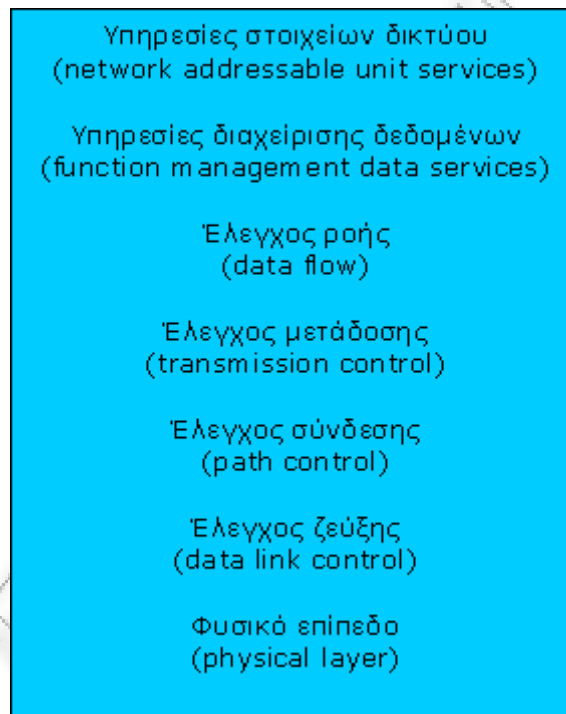 Υπηρεσίες στοιχείων δικτύου
(network addressable unit services)
Υπηρεσίες διαχείρισης δεδομένων
(function management data services)
Έλεγχος ροής
(data flow)
Έλεγχος μετάδοσης
(transmission control)
Έλεγχος σύνδεσης
(path control)
Έλεγχος ζεύξης
(data link control)
Φυσικό επίπεδο
(physical layer)